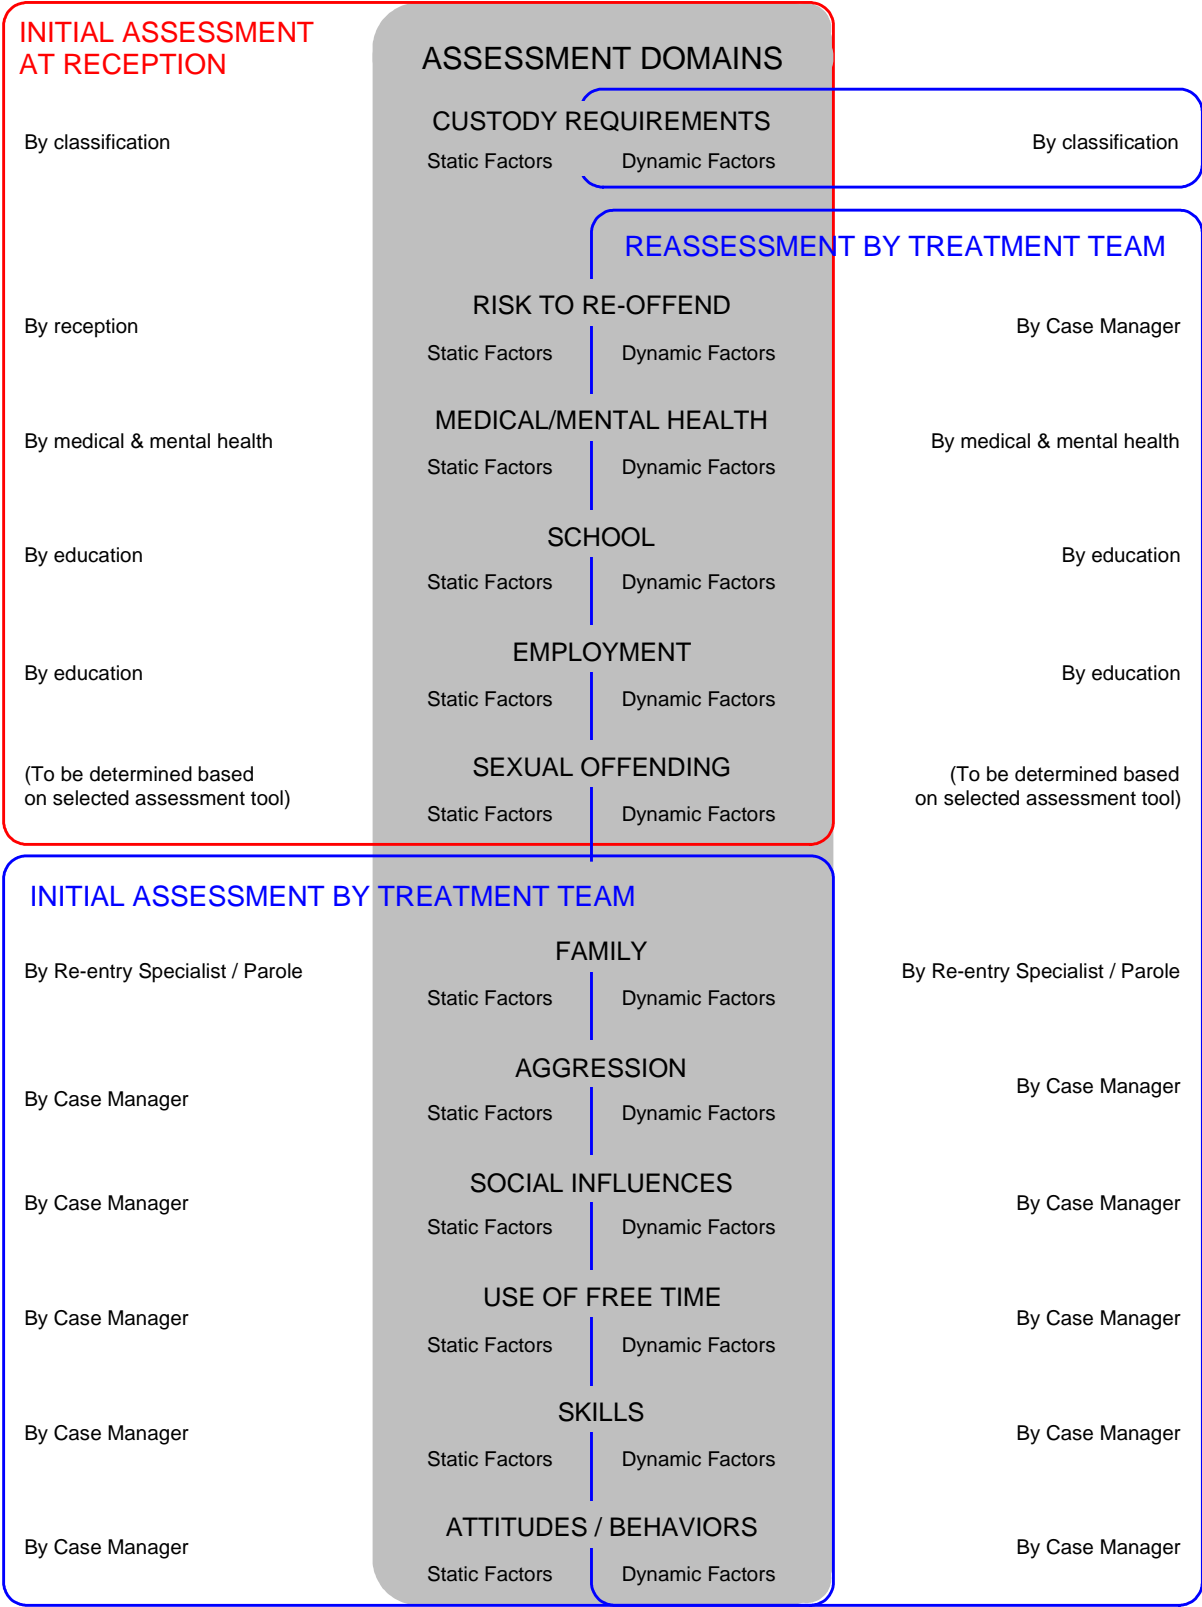 INITIAL ASSESSMENT
AT RECEPTION
ASSESSMENT DOMAINS
CUSTODY REQUIREMENTS
By classification
By classification
Static Factors
Dynamic Factors
REASSESSMENT BY TREATMENT TEAM
RISK TO RE-OFFEND
By reception
By Case Manager
Static Factors
Dynamic Factors
MEDICAL/MENTAL HEALTH
By medical & mental health
By medical & mental health
Static Factors
Dynamic Factors
SCHOOL
By education
By education
Static Factors
Dynamic Factors
EMPLOYMENT
By education
By education
Static Factors
Dynamic Factors
SEXUAL OFFENDING
(To be determined based
on selected assessment tool)
(To be determined based
on selected assessment tool)
Static Factors
Dynamic Factors
INITIAL ASSESSMENT BY TREATMENT TEAM
FAMILY
By Re-entry Specialist / Parole
By Re-entry Specialist / Parole
Static Factors
Dynamic Factors
AGGRESSION
By Case Manager
By Case Manager
Static Factors
Dynamic Factors
SOCIAL INFLUENCES
By Case Manager
By Case Manager
Static Factors
Dynamic Factors
USE OF FREE TIME
By Case Manager
By Case Manager
Static Factors
Dynamic Factors
SKILLS
By Case Manager
By Case Manager
Static Factors
Dynamic Factors
ATTITUDES / BEHAVIORS
By Case Manager
By Case Manager
Static Factors
Dynamic Factors